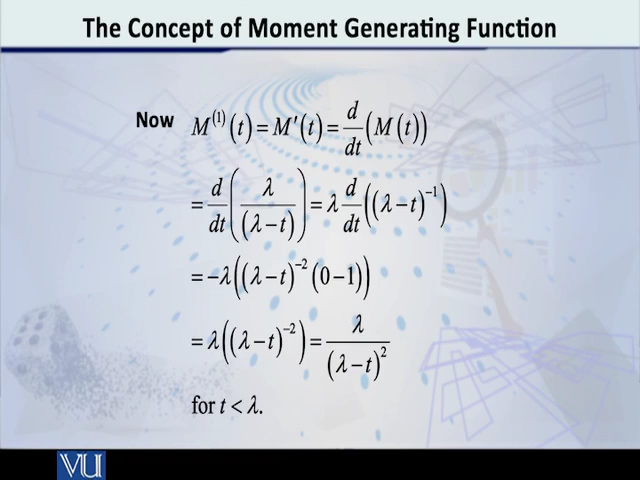 The Concept of Moment Generating Function
Now M⁽¹⁾(t) = M′(t) = d/dt (M(t))
= d/dt (λ/(λ−t)) = λ d/dt ((λ−t)⁻¹)
= −λ((λ−t)⁻²(0−1))
= λ((λ−t)⁻²) = λ/(λ−t)²
for t < λ.
VU